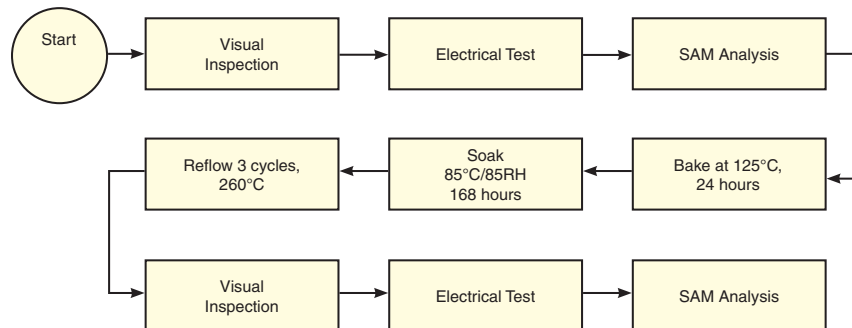 Start
Visual
Inspection
Electrical Test
SAM Analysis
Reflow 3 cycles,
260°C
Soak
85°C/85RH
168 hours
Bake at 125°C,
24 hours
Visual
Inspection
Electrical Test
SAM Analysis